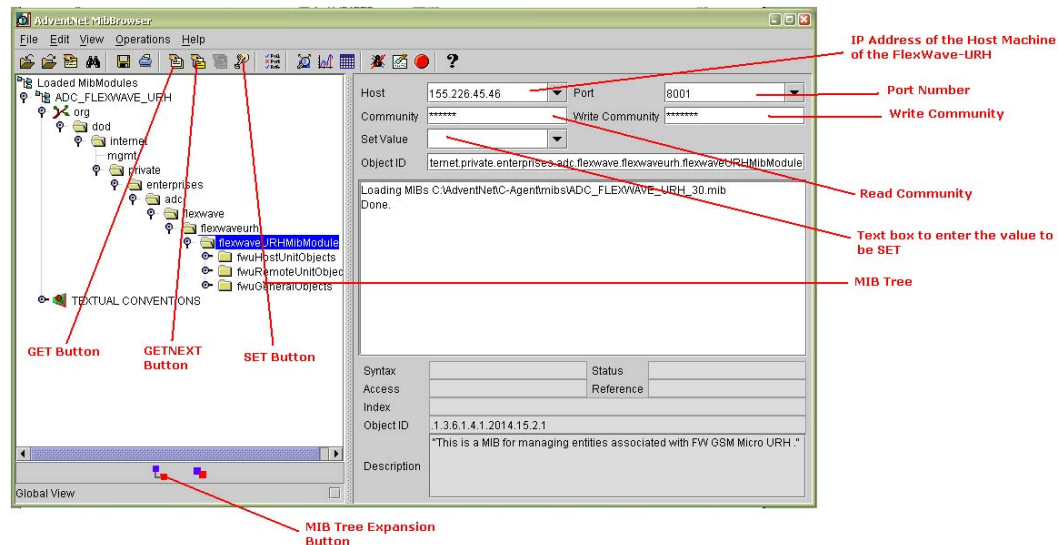 AdventNet MibBrowser
File Edit View Operations Help
IP Address of the Host Machine
of the FlexWave-URH
Loaded MibModules
ADC_FLEXWAVE_URH
org
dod
internet
mgmt
private
enterprises
adc
flexwave
flexwaveurh
flexwaveURHMibModule
fwuHostUnitObjects
fwuRemoteUnitObjec
fwuGeneralObjects
TEXTUAL CONVENTIONS
Host 155.226.45.46 Port 8001
Community ****** Write Community *******
Set Value
Object ID ternet.private.enterprises.adc.flexwave.flexwaveurh.flexwaveURHMibModule
Loading MIBs C:\AdventNet\C-Agent\mibs\ADC_FLEXWAVE_URH_30.mib
Done.
Port Number
Write Community
Read Community
Text box to enter the value to
be SET
MIB Tree
GET Button
GETNEXT
Button
SET Button
Syntax Status
Access Reference
Index
Object ID .1.3.6.1.4.1.2014.15.2.1
Description "This is a MIB for managing entities associated with FW GSM Micro URH ."
Global View
MIB Tree Expansion
Button